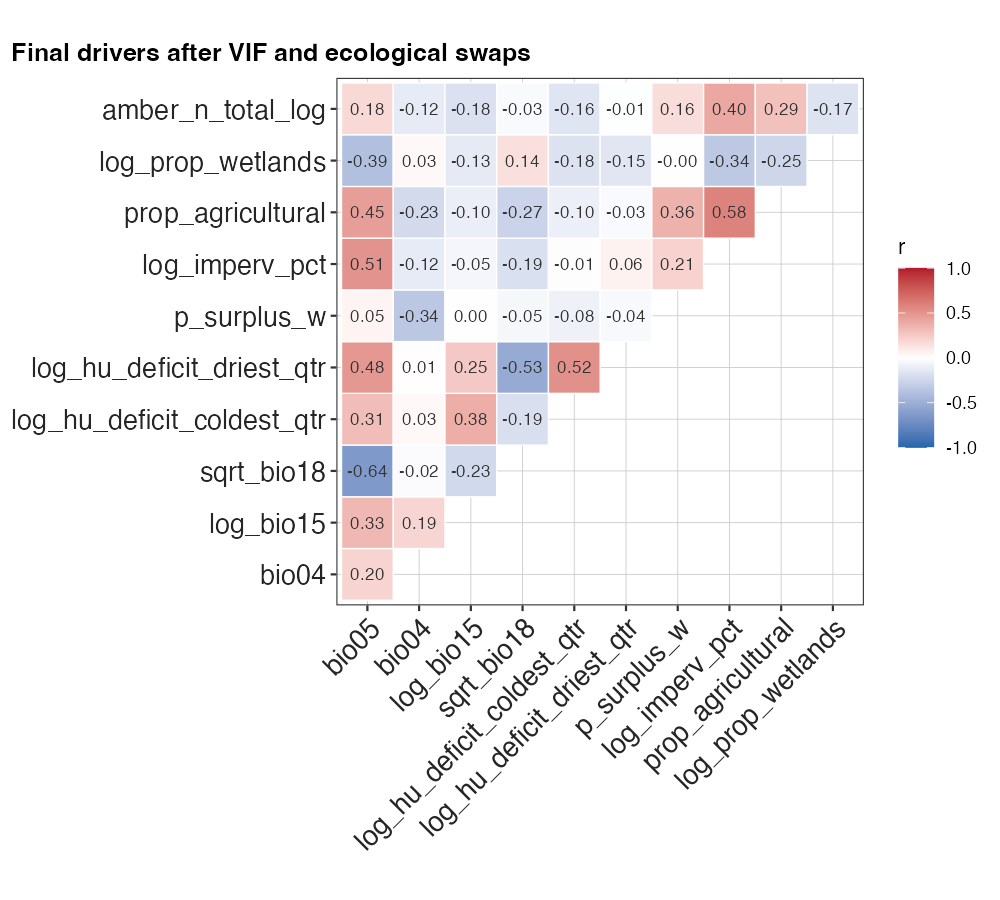 Final drivers after VIF and ecological swaps
amber_n_total_log 0.18 -0.12 -0.18 -0.03 -0.16 -0.01 0.16 0.40 0.29 -0.17
log_prop_wetlands -0.39 0.03 -0.13 0.14 -0.18 -0.15 -0.00 -0.34 -0.25
prop_agricultural 0.45 -0.23 -0.10 -0.27 -0.10 -0.03 0.36 0.58
log_imperv_pct 0.51 -0.12 -0.05 -0.19 -0.01 0.06 0.21
p_surplus_w 0.05 -0.34 0.00 -0.05 -0.08 -0.04
log_hu_deficit_driest_qtr 0.48 0.01 0.25 -0.53 0.52
log_hu_deficit_coldest_qtr 0.31 0.03 0.38 -0.19
sqrt_bio18 -0.64 -0.02 -0.23
log_bio15 0.33 0.19
bio04 0.20
bio05
bio04
log_bio15
sqrt_bio18
log_hu_deficit_coldest_qtr
log_hu_deficit_driest_qtr
p_surplus_w
log_imperv_pct
prop_agricultural
log_prop_wetlands
r
1.0
0.5
0.0
-0.5
-1.0